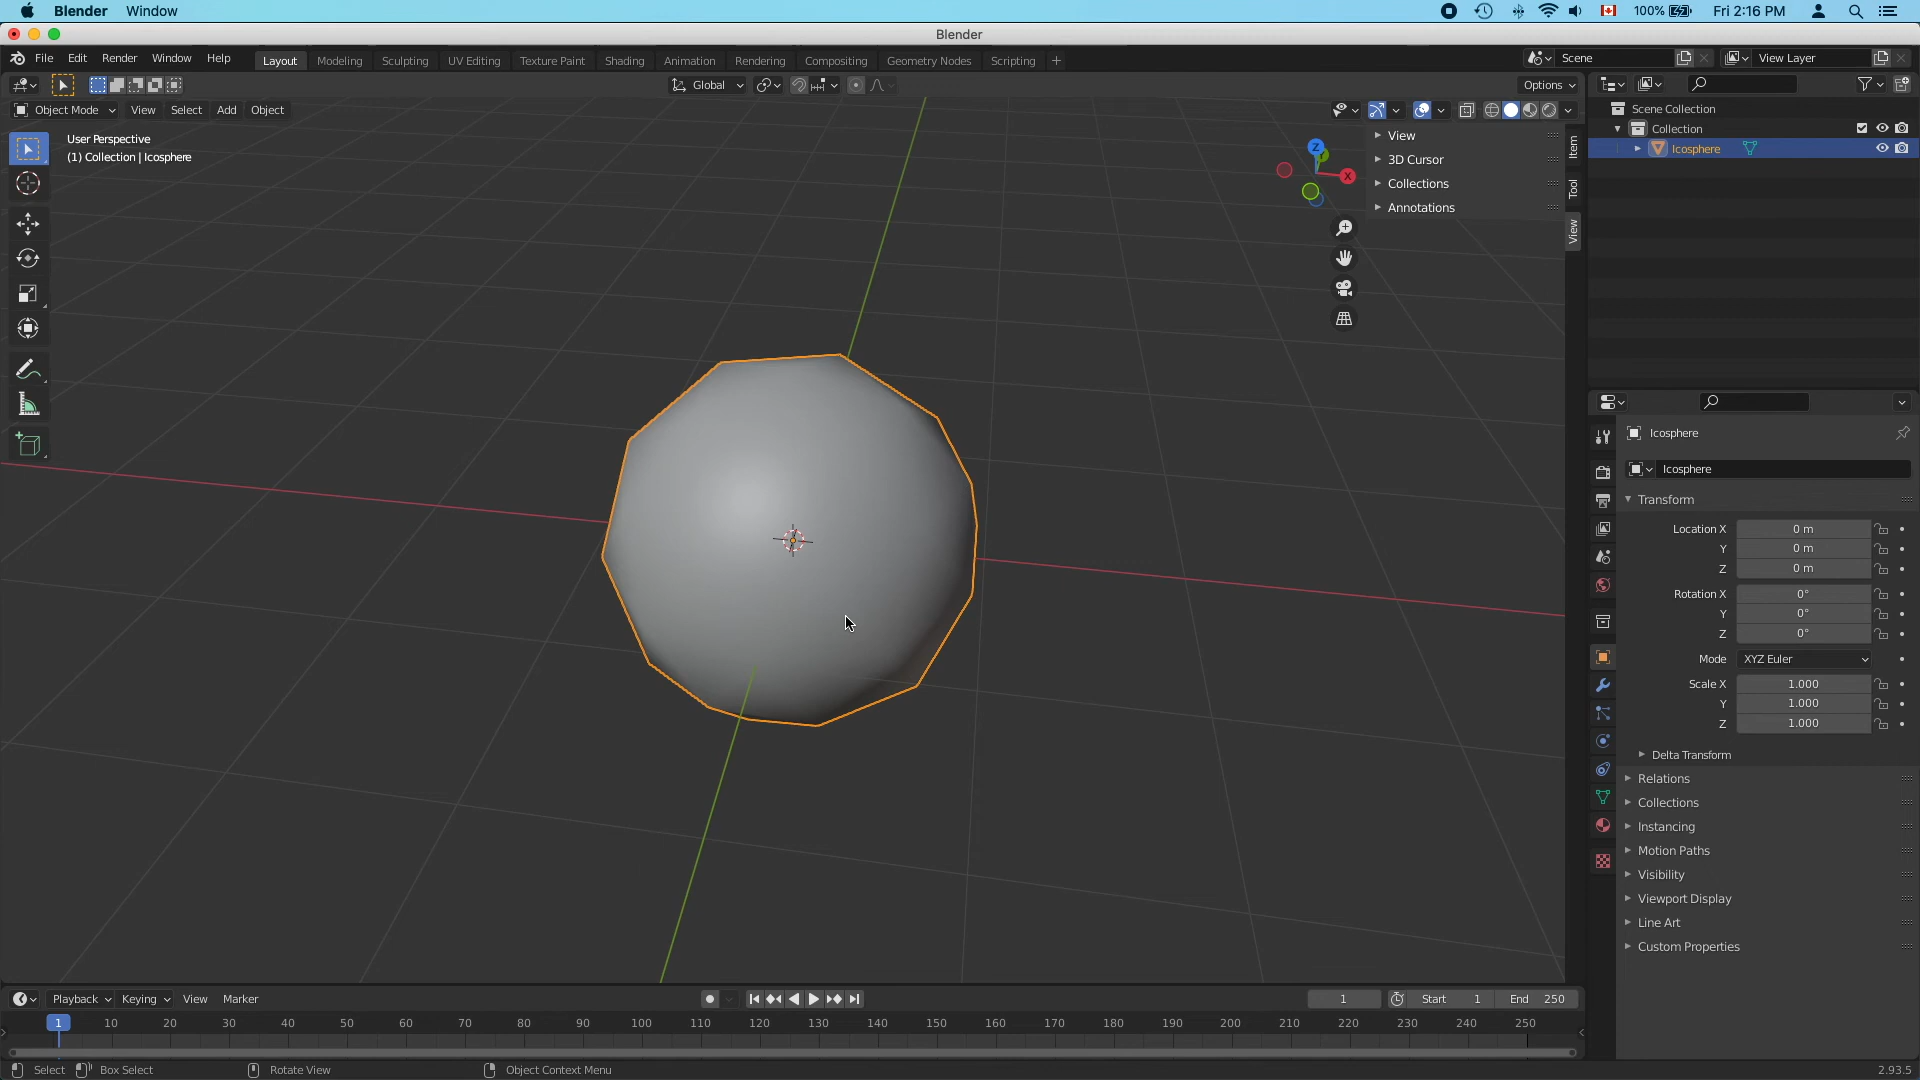 Blender Window 100% Fri 2:16 PM
Blender
File Edit Render Window Help Layout Modeling Sculpting UV Editing Texture Paint Shading Animation Rendering Compositing Geometry Nodes Scripting + Scene View Layer
Global Options
Object Mode View Select Add Object
User Perspective
(1) Collection | Icosphere
Z
X
View
3D Cursor
Collections
Annotations
Item
Tool
View
Scene Collection
Collection
Icosphere
Icosphere
Icosphere
Transform
Location X 0 m
Y 0 m
Z 0 m
Rotation X 0°
Y 0°
Z 0°
Mode XYZ Euler
Scale X 1.000
Y 1.000
Z 1.000
Delta Transform
Relations
Collections
Instancing
Motion Paths
Visibility
Viewport Display
Line Art
Custom Properties
Playback Keying View Marker 1 Start 1 End 250
1 10 20 30 40 50 60 70 80 90 100 110 120 130 140 150 160 170 180 190 200 210 220 230 240 250
Select Box Select Rotate View Object Context Menu 2.93.5